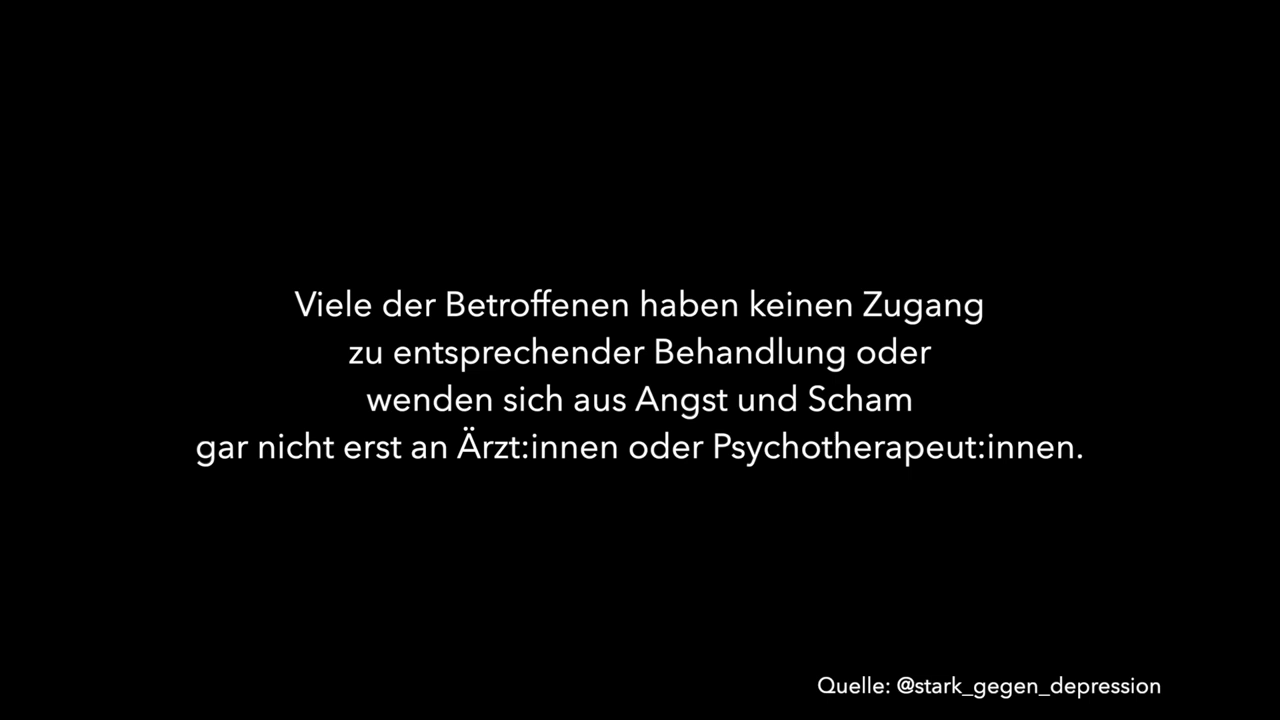 Viele der Betroffenen haben keinen Zugang
zu entsprechender Behandlung oder
wenden sich aus Angst und Scham
gar nicht erst an Ärzt:innen oder Psychotherapeut:innen.
Quelle: @stark_gegen_depression